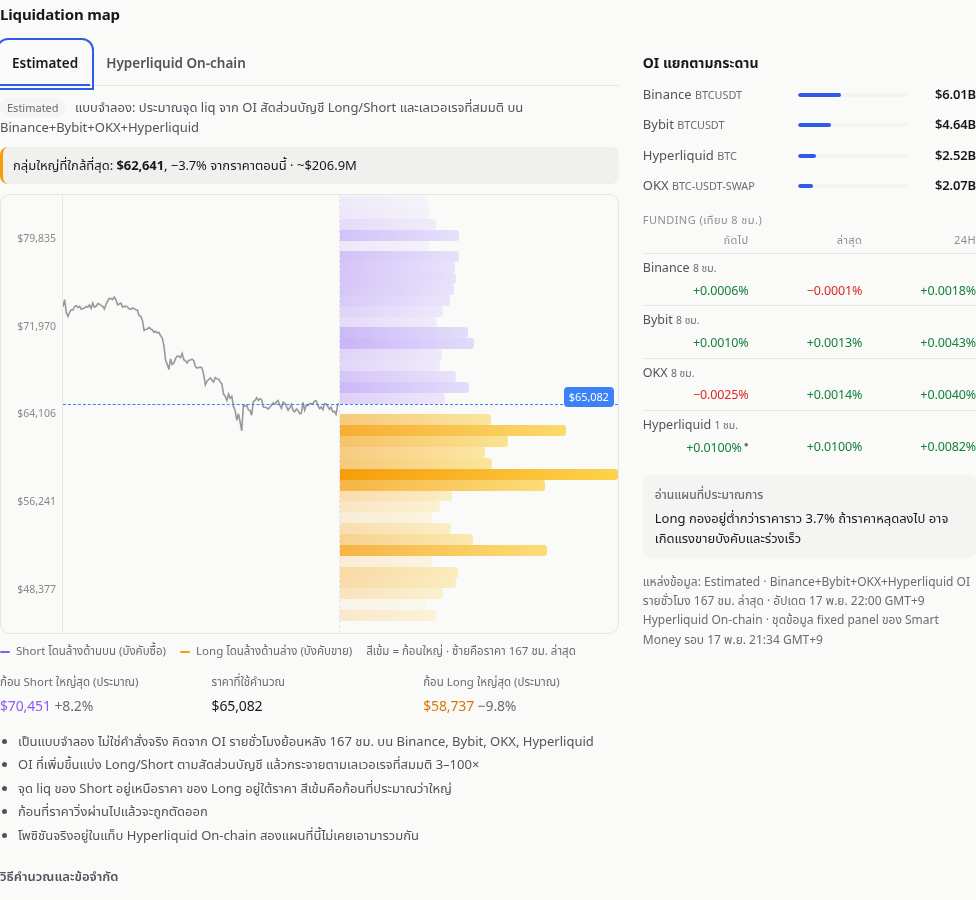 Liquidation map
Estimated
Hyperliquid On-chain
Estimated แบบจำลอง: ประมาณจุด liq จาก OI สัดส่วนบัญชี Long/Short และเลเวอเรจที่สมมติ บน
Binance+Bybit+OKX+Hyperliquid
กลุ่มใหญ่ที่ใกล้ที่สุด: $62,641, −3.7% จากราคาตอนนี้ · ~$206.9M
$79,835
$71,970
$64,106
$56,241
$48,377
$65,082
Short โดนล้างด้านบน (บังคับซื้อ)
Long โดนล้างด้านล่าง (บังคับขาย)
สีเข้ม = ก้อนใหญ่ · ซ้ายคือราคา 167 ชม. ล่าสุด
ก้อน Short ใหญ่สุด (ประมาณ)
$70,451 +8.2%
ราคาที่ใช้คำนวณ
$65,082
ก้อน Long ใหญ่สุด (ประมาณ)
$58,737 −9.8%
เป็นแบบจำลอง ไม่ใช่คำสั่งจริง คิดจาก OI รายชั่วโมงย้อนหลัง 167 ชม. บน Binance, Bybit, OKX, Hyperliquid
OI ที่เพิ่มขึ้นแบ่ง Long/Short ตามสัดส่วนบัญชี แล้วกระจายตามเลเวอเรจที่สมมติ 3–100×
จุด liq ของ Short อยู่เหนือราคา ของ Long อยู่ใต้ราคา สีเข้มคือก้อนที่ประมาณว่าใหญ่
ก้อนที่ราคาวิ่งผ่านไปแล้วจะถูกตัดออก
โพซิชันจริงอยู่ในแท็บ Hyperliquid On-chain สองแผนที่นี้ไม่เคยเอามารวมกัน
วิธีคำนวณและข้อจำกัด
OI แยกตามกระดาน
Binance BTCUSDT $6.01B
Bybit BTCUSDT $4.64B
Hyperliquid BTC $2.52B
OKX BTC-USDT-SWAP $2.07B
FUNDING (เทียบ 8 ชม.)
ถัดไป ล่าสุด 24H
Binance 8 ชม.
+0.0006% −0.0001% +0.0018%
Bybit 8 ชม.
+0.0010% +0.0013% +0.0043%
OKX 8 ชม.
−0.0025% +0.0014% +0.0040%
Hyperliquid 1 ชม.
+0.0100%* +0.0100% +0.0082%
อ่านแผนที่ประมาณการ
Long กองอยู่ต่ำกว่าราคาราว 3.7% ถ้าราคาหลุดลงไป อาจ
เกิดแรงขายบังคับและร่วงเร็ว
แหล่งข้อมูล: Estimated · Binance+Bybit+OKX+Hyperliquid OI
รายชั่วโมง 167 ชม. ล่าสุด · อัปเดต 17 พ.ย. 22:00 GMT+9
Hyperliquid On-chain · ชุดข้อมูล fixed panel ของ Smart
Money รอบ 17 พ.ย. 21:34 GMT+9